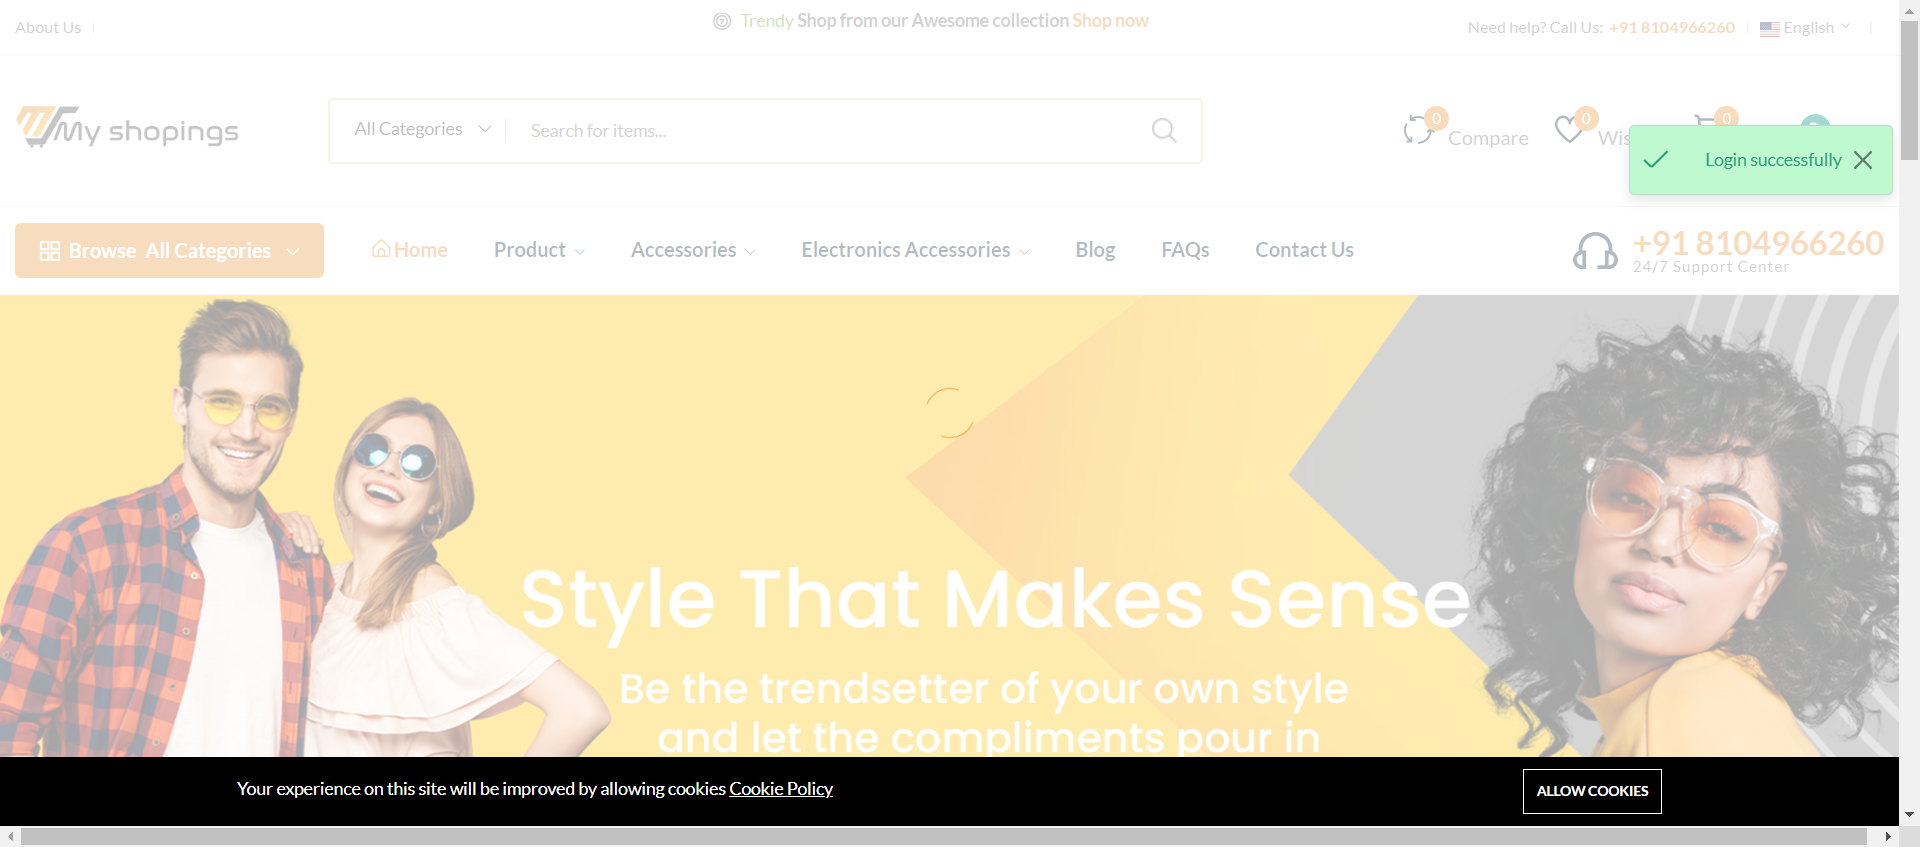 About Us
Trendy Shop from our Awesome collection Shop now
Need help? Call Us: +91 8104966260
English
My shopings
All Categories
Search for items...
0
Compare
0
0
Login successfully
Browse All Categories
Home
Product
Accessories
Electronics Accessories
Blog
FAQs
Contact Us
+91 8104966260
24/7 Support Center
Style That Makes Sense
Be the trendsetter of your own style
and let the compliments pour in
Your experience on this site will be improved by allowing cookies Cookie Policy
ALLOW COOKIES